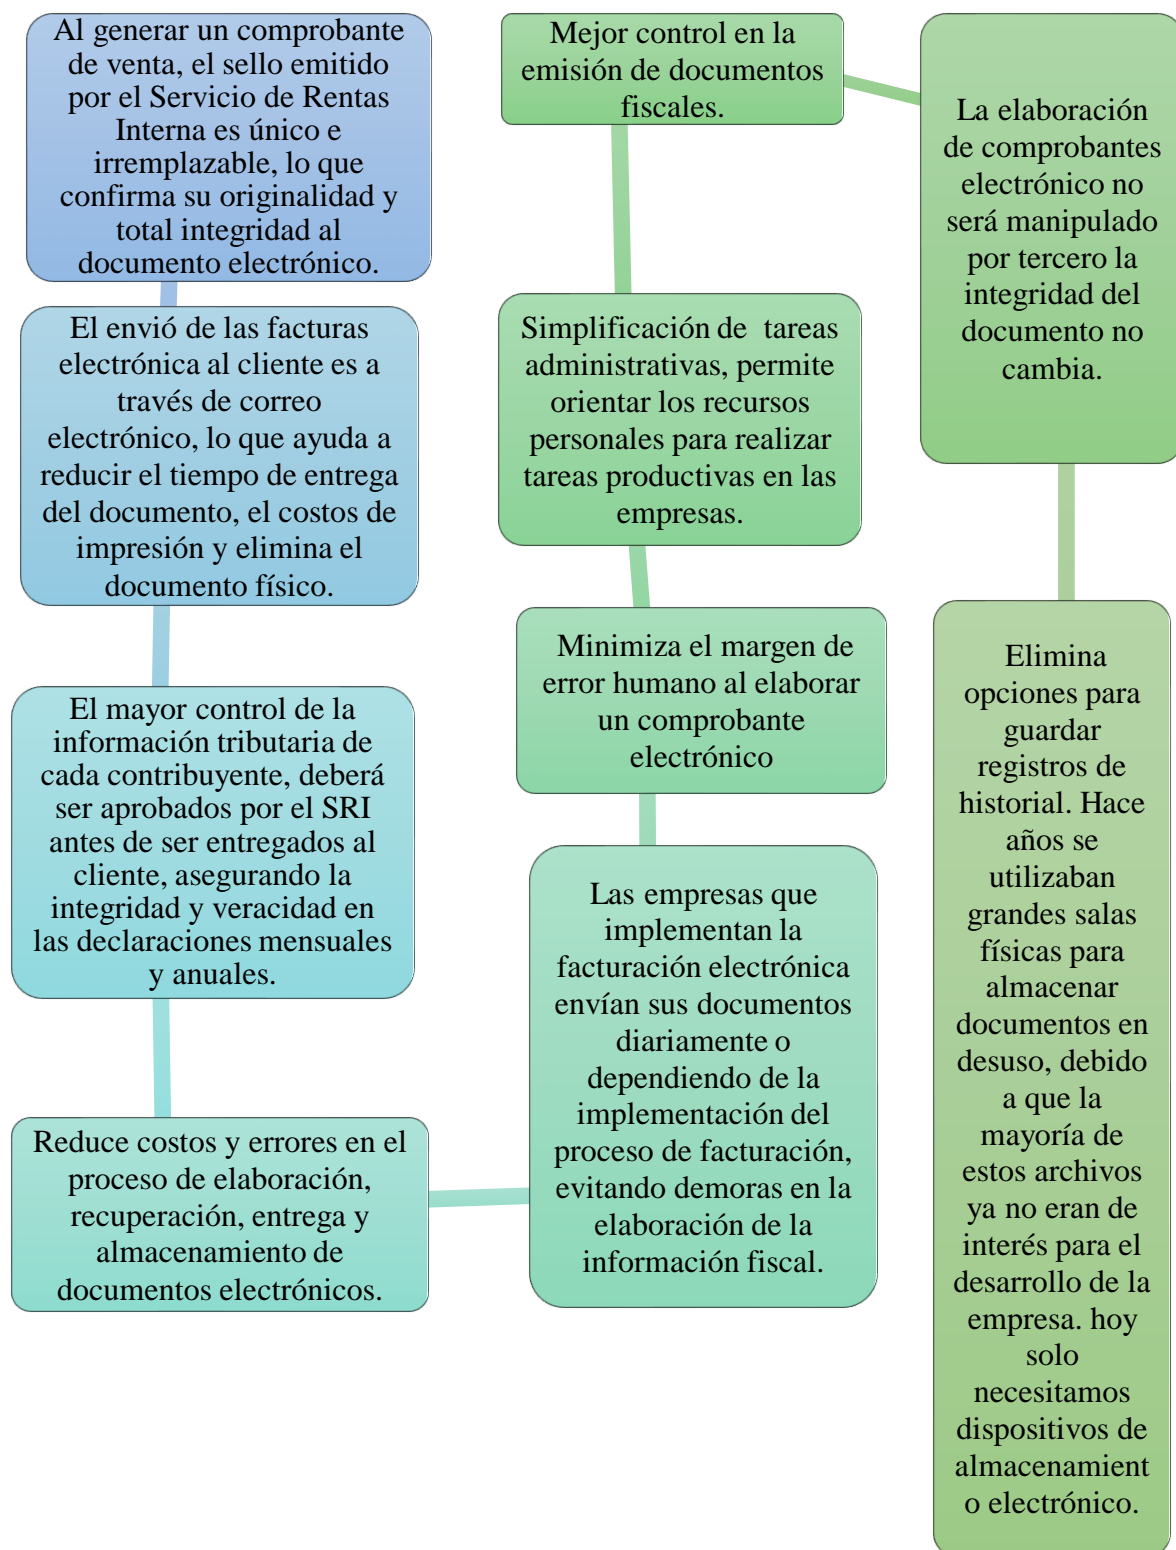 Al generar un comprobante
de venta, el sello emitido
por el Servicio de Rentas
Interna es único e
irremplazable, lo que
confirma su originalidad y
total integridad al
documento electrónico.
El envió de las facturas
electrónica al cliente es a
través de correo
electrónico, lo que ayuda a
reducir el tiempo de entrega
del documento, el costos de
impresión y elimina el
documento físico.
El mayor control de la
información tributaria de
cada contribuyente, deberá
ser aprobados por el SRI
antes de ser entregados al
cliente, asegurando la
integridad y veracidad en
las declaraciones mensuales
y anuales.
Reduce costos y errores en el
proceso de elaboración,
recuperación, entrega y
almacenamiento de
documentos electrónicos.
Las empresas que
implementan la
facturación electrónica
envían sus documentos
diariamente o
dependiendo de la
implementación del
proceso de facturación,
evitando demoras en la
elaboración de la
información fiscal.
Minimiza el margen de
error humano al elaborar
un comprobante
electrónico
Simplificación de  tareas
administrativas, permite
orientar los recursos
personales para realizar
tareas productivas en las
empresas.
Mejor control en la
emisión de documentos
fiscales.
La elaboración
de comprobantes
electrónico no
será manipulado
por tercero la
integridad del
documento no
cambia.
Elimina
opciones para
guardar
registros de
historial. Hace
años se
utilizaban
grandes salas
físicas para
almacenar
documentos en
desuso, debido
a que la
mayoría de
estos archivos
ya no eran de
interés para el
desarrollo de la
empresa. hoy
solo
necesitamos
dispositivos de
almacenamient
o electrónico.